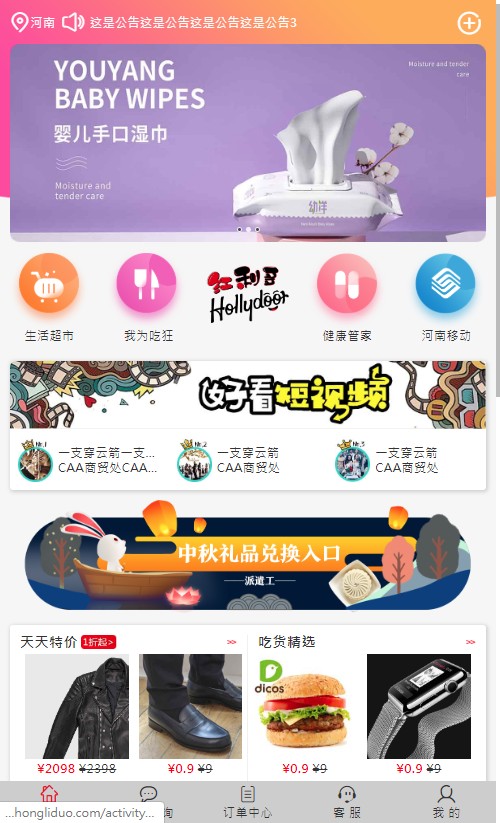 河南
这是公告这是公告这是公告这是公告3
YOUYANG
BABY WIPES
婴儿手口湿巾
Moisture and
tender care
Moisture and tender
care
幼洋
生活超市
我为吃狂
红利多
Hollydoor
健康管家
河南移动
好看短视频
一支穿云箭一支...
CAA商贸处CAA...
一支穿云箭
CAA商贸处
一支穿云箭
CAA商贸处
中秋礼品兑换入口
派遣工
天天特价 1折起>
>>
吃货精选
>>
dicos
¥2098 ¥2398
¥0.9 ¥9
¥0.9 ¥9
¥0.9 ¥9
询
订单中心
客服
我的
...hongliduo.com/activity...